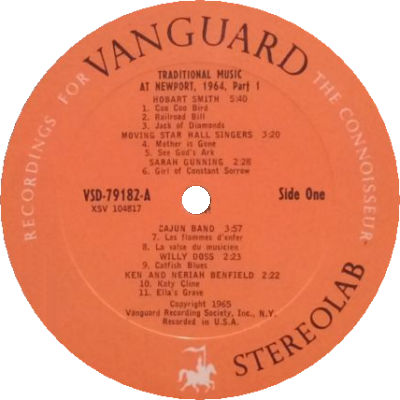 RECORDINGS FOR VANGUARD THE CONNOISSEUR
TRADITIONAL MUSIC
AT NEWPORT, 1964, Part 1
HOBART SMITH 5:40
1. Coo Coo Bird
2. Railroad Bill
3. Jack of Diamonds
MOVING STAR HALL SINGERS 3:20
4. Mother is Gone
5. See God's Ark
SARAH GUNNING 2:28
6. Girl of Constant Sorrow
VSD-79182-A Side One
XSV 104817
CAJUN BAND 3:57
7. Les flammes d'enfer
8. La valse du musicien
WILLY DOSS 2:23
9. Catfish Blues
KEN AND NERIAH BENFIELD 2:22
10. Katy Cline
11. Ella's Grave
Copyright 1965
Vanguard Recording Society, Inc., N.Y.
Recorded in U.S.A.
STEREOLAB